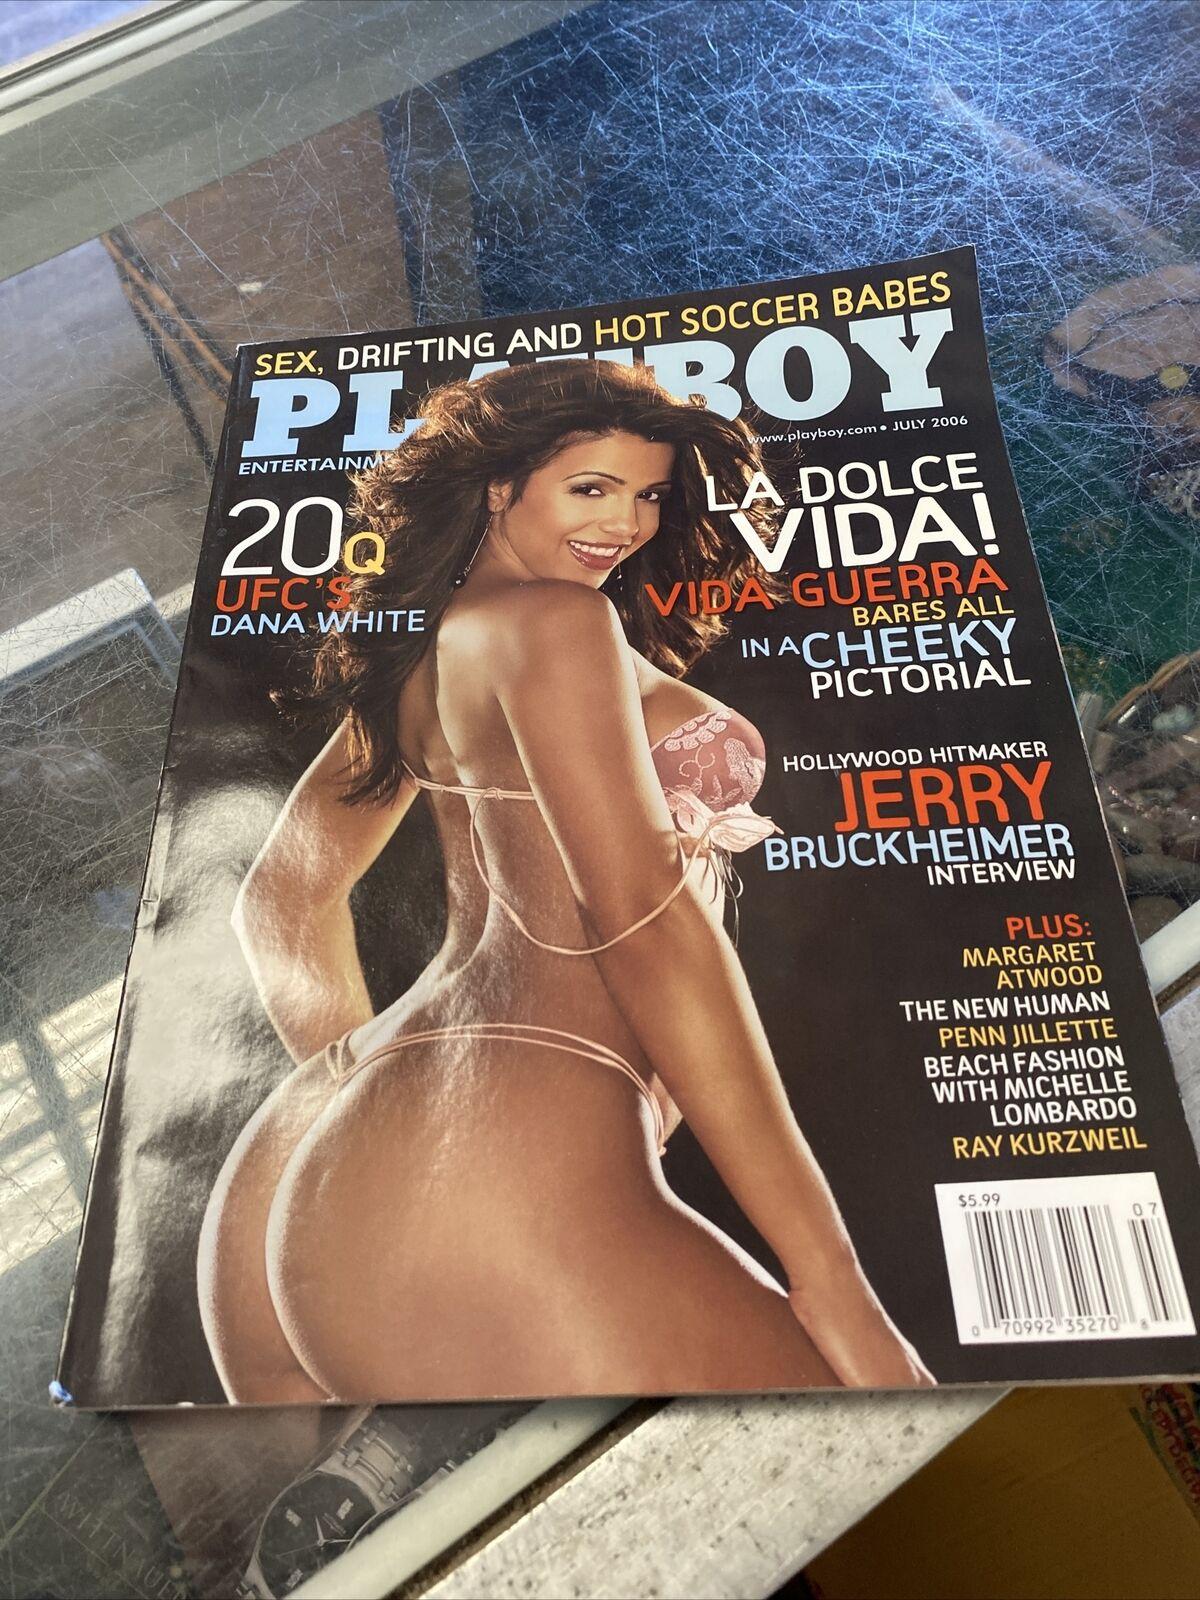 SEX, DRIFTING AND HOT SOCCER BABES
PLAYBOY
ENTERTAINM
www.playboy.com • JULY 2006
20Q
UFC'S
DANA WHITE
LA DOLCE
VIDA!
VIDA GUERRA
BARES ALL
IN A CHEEKY
PICTORIAL
HOLLYWOOD HITMAKER
JERRY
BRUCKHEIMER
INTERVIEW
PLUS:
MARGARET
ATWOOD
THE NEW HUMAN
PENN JILLETTE
BEACH FASHION
WITH MICHELLE
LOMBARDO
RAY KURZWEIL
$5.99
07
0 70992 35270 8